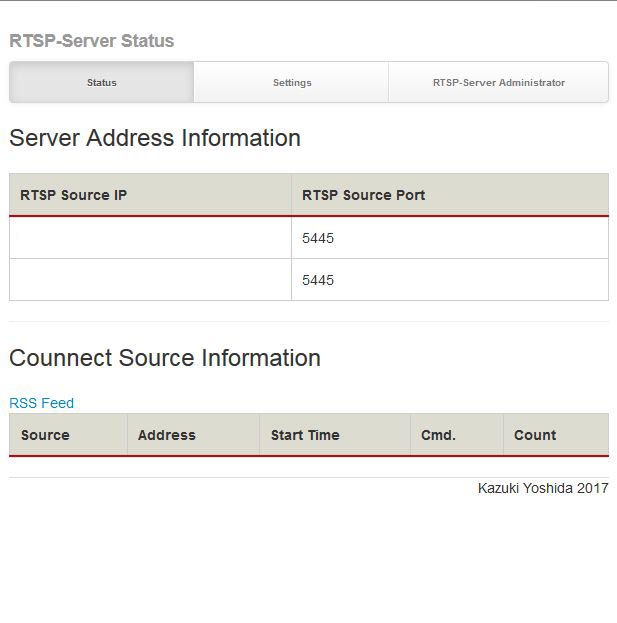 RTSP-Server Status
Status Settings RTSP-Server Administrator
Server Address Information
RTSP Source IP RTSP Source Port
5445
5445
Counnect Source Information
RSS Feed
Source Address Start Time Cmd. Count
Kazuki Yoshida 2017